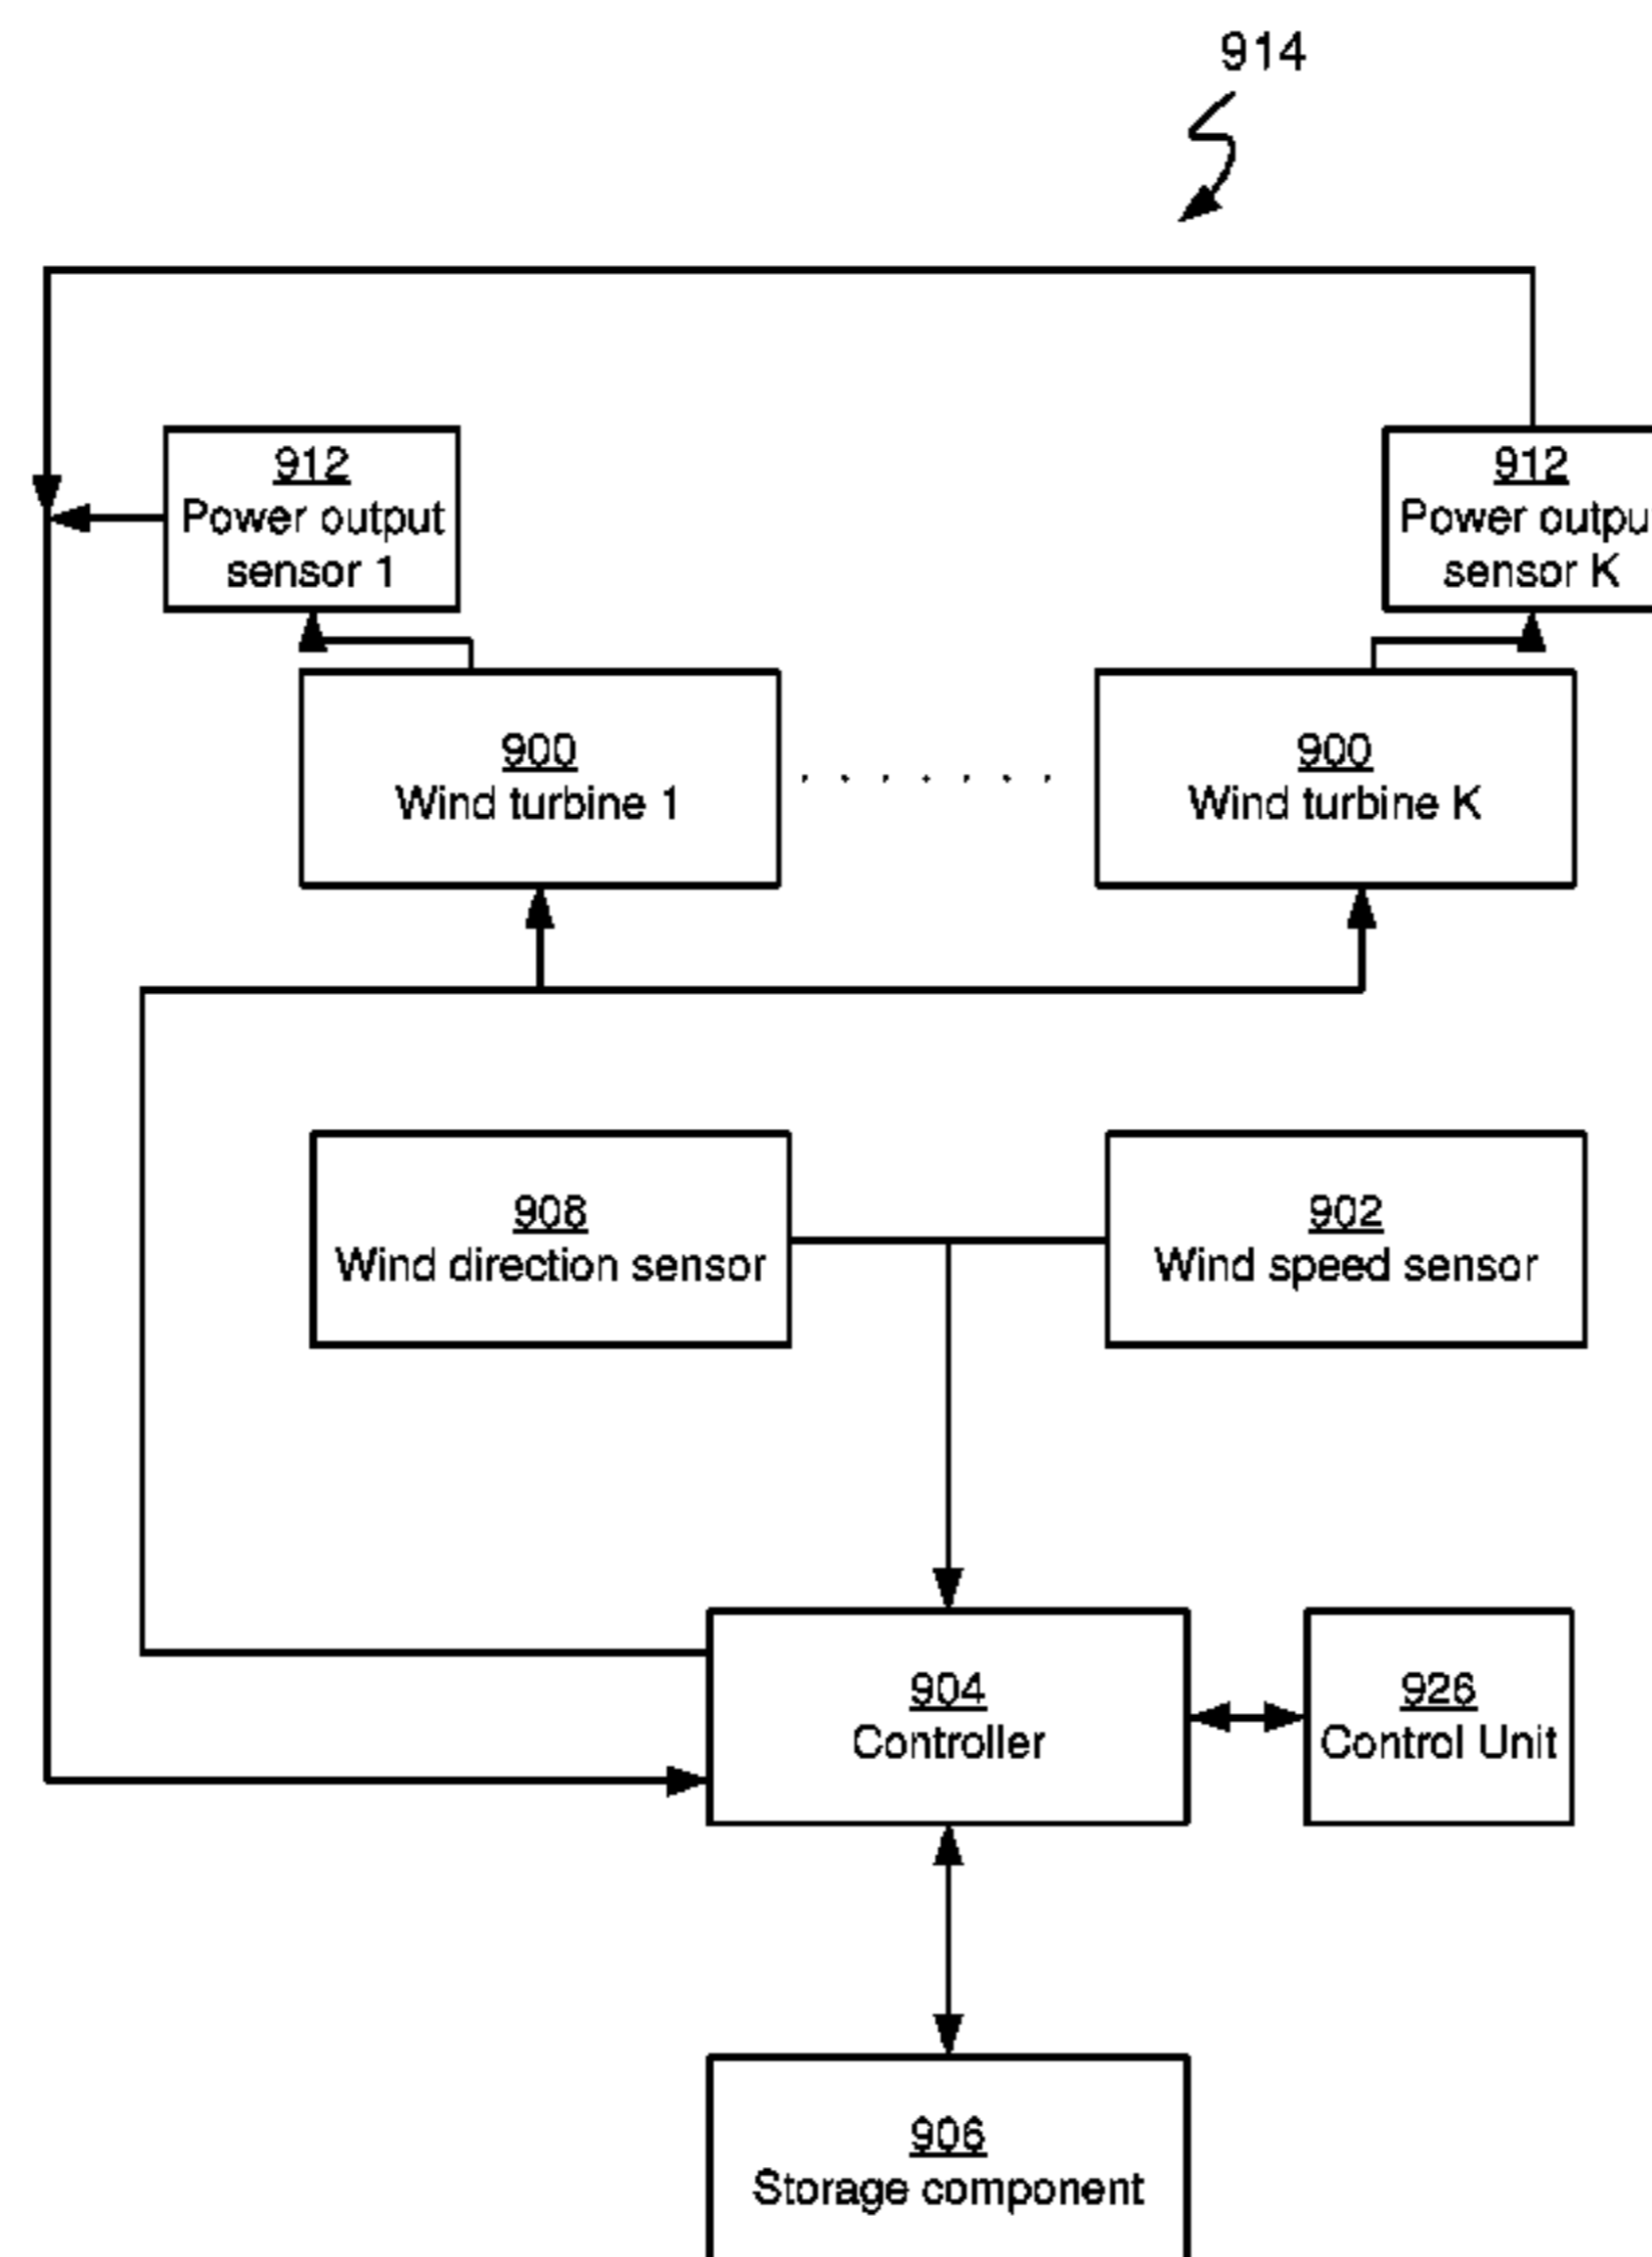 914
912
Power output
sensor 1
912
Power outpu
sensor K
900
Wind turbine 1
. . . . . . .
900
Wind turbine K
908
Wind direction sensor
902
Wind speed sensor
904
Controller
926
Control Unit
906
Storage component